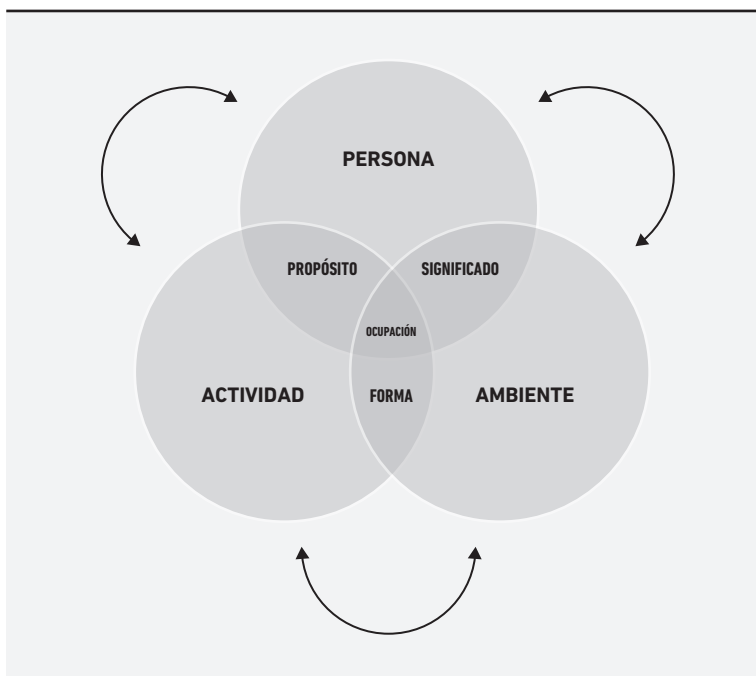 PERSONA
PROPÓSITO
SIGNIFICADO
OCUPACIÓN
ACTIVIDAD
FORMA
AMBIENTE